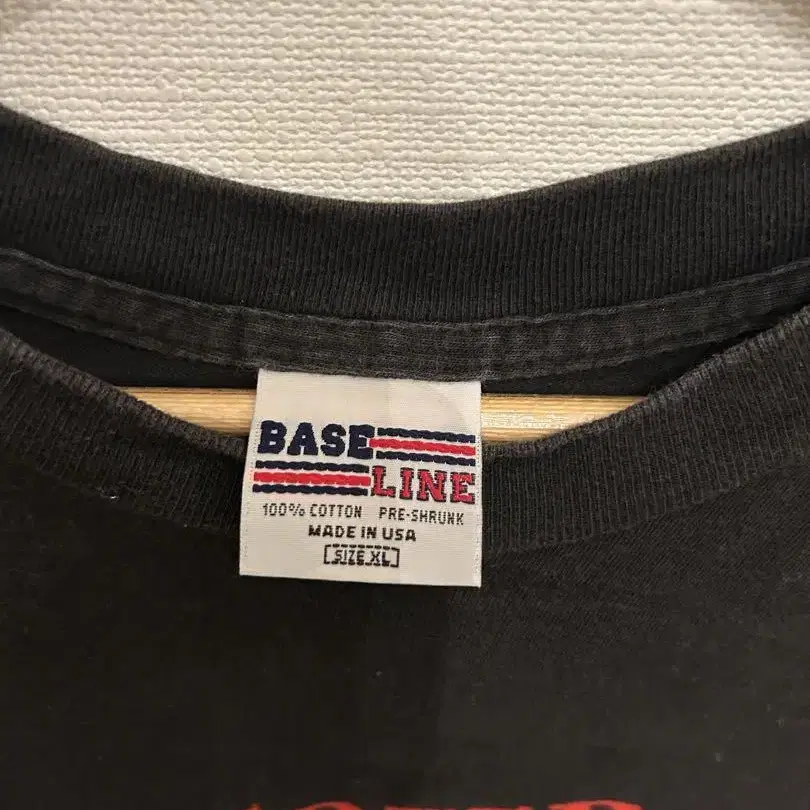 BASE
LINE
100% COTTON PRE-SHRUNK
MADE IN USA
SIZE XL